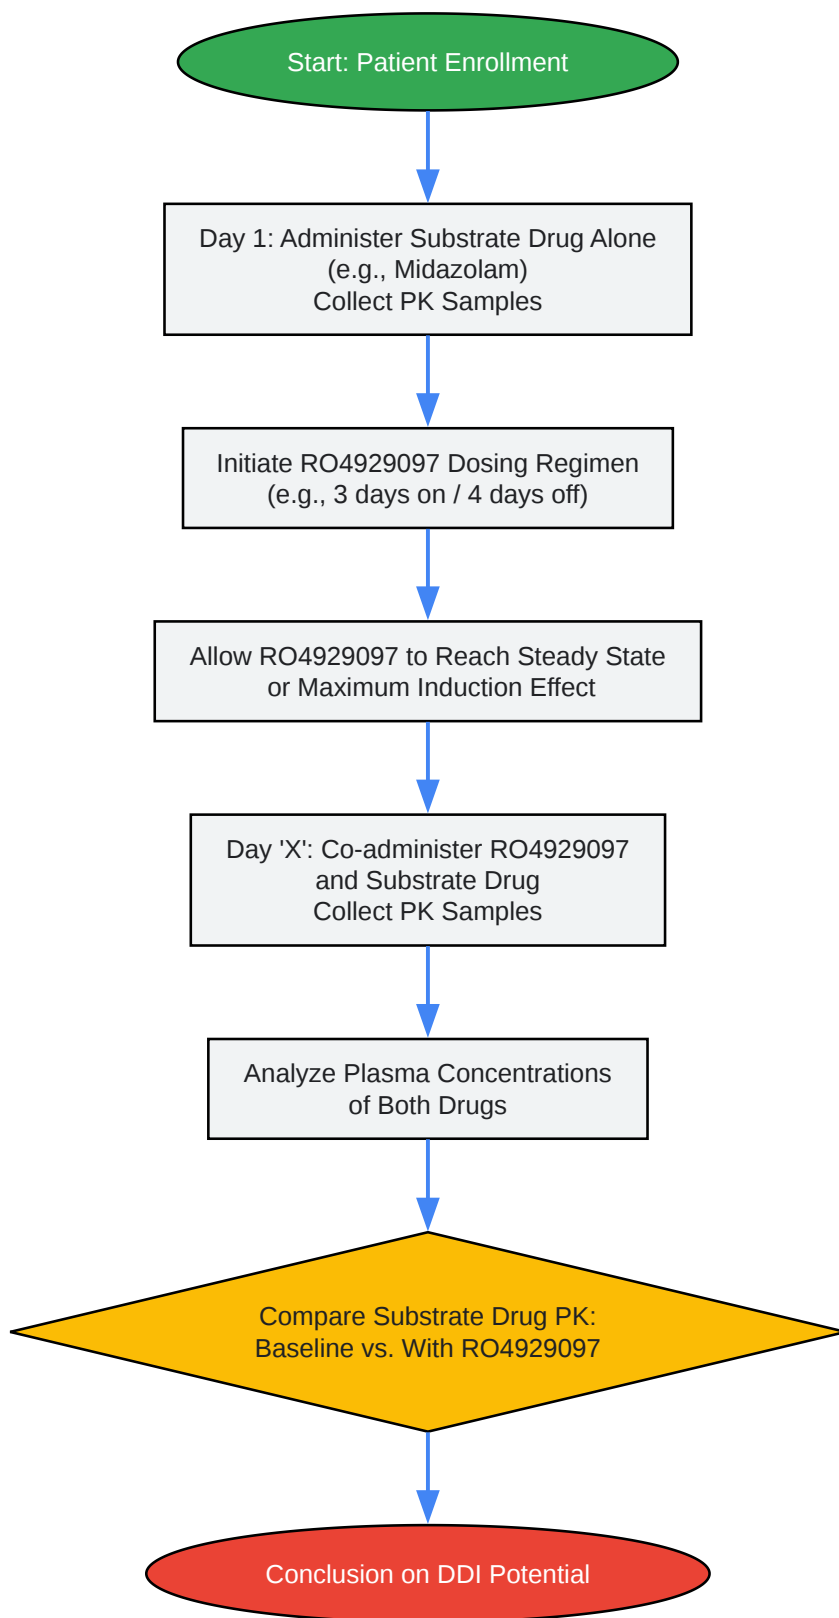 Start: Patient Enrollment
Day 1: Administer Substrate Drug Alone
(e.g., Midazolam)
Collect PK Samples
Initiate RO4929097 Dosing Regimen
(e.g., 3 days on / 4 days off)
Allow RO4929097 to Reach Steady State
or Maximum Induction Effect
Day 'X': Co-administer RO4929097
and Substrate Drug
Collect PK Samples
Analyze Plasma Concentrations
of Both Drugs
Compare Substrate Drug PK:
Baseline vs. With RO4929097
Conclusion on DDI Potential